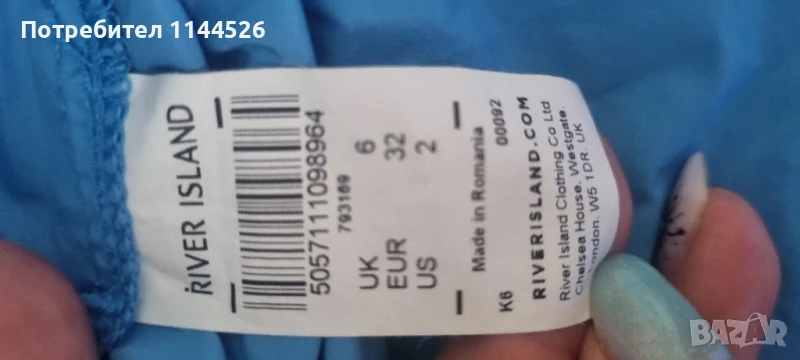 Потребител 1144526
RIVER ISLAND
5057111098964
793169
UK 6
EUR 32
US 2
Made in Romania
K6 00092
RIVERISLAND.COM
River Island Clothing Co Ltd
Chelsea House, Westgate,
London. W5 1DR. UK
BAZAR